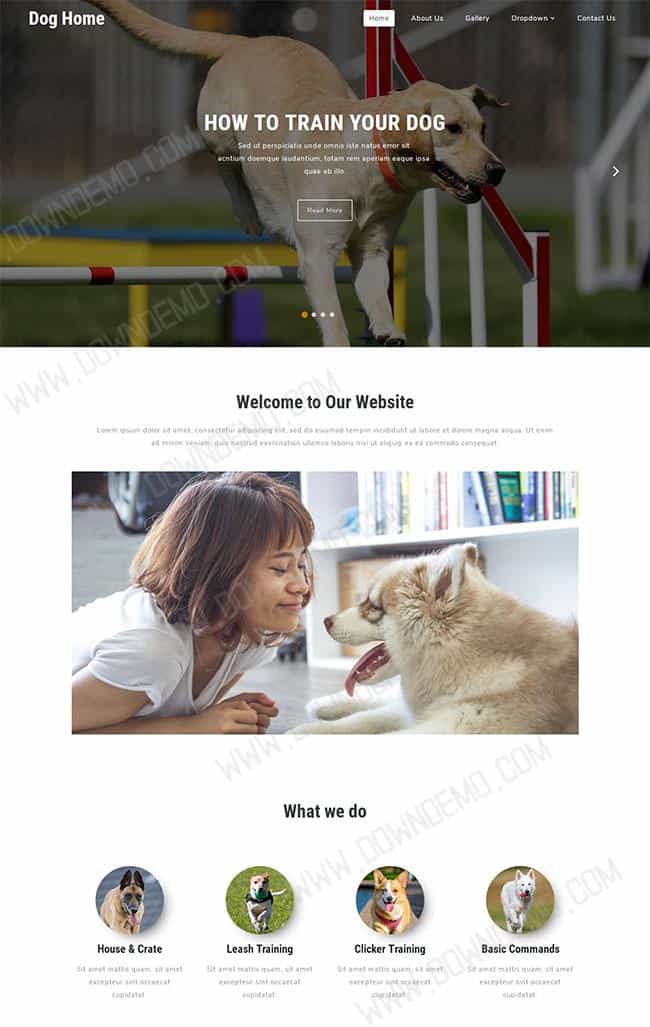 Dog Home
Home About Us Gallery Dropdown Contact Us
HOW TO TRAIN YOUR DOG
Sed ut perspiciatis unde omnis iste natus error sit
acntium doemque laudantium, totam rem aperiam eaque ipsa
quae ab illo.
Read More
Welcome to Our Website
Lorem ipsum dolor sit amet, consectetur adipiscing elit, sed do eiusmod tempor incididunt ut labore et dolore magna aliqua. Ut enim
ad minim veniam, quis nostrud exercitation ullamco laboris nisi ut aliquip ex ea commodo consequat.
What we do
House & Crate
Sit amet mattis quam, sit amet
excepteur sint occaecat
cupidatat.
Leash Training
Sit amet mattis quam, sit amet
excepteur sint occaecat
cupidatat.
Clicker Training
Sit amet mattis quam, sit amet
excepteur sint occaecat
cupidatat.
Basic Commands
Sit amet mattis quam, sit amet
excepteur sint occaecat
cupidatat.
WWW.DOWNDEMO.COM
WWW.DOWNDEMO.COM
WWW.DOWNDEMO.COM
WWW.DOWNDEMO.COM